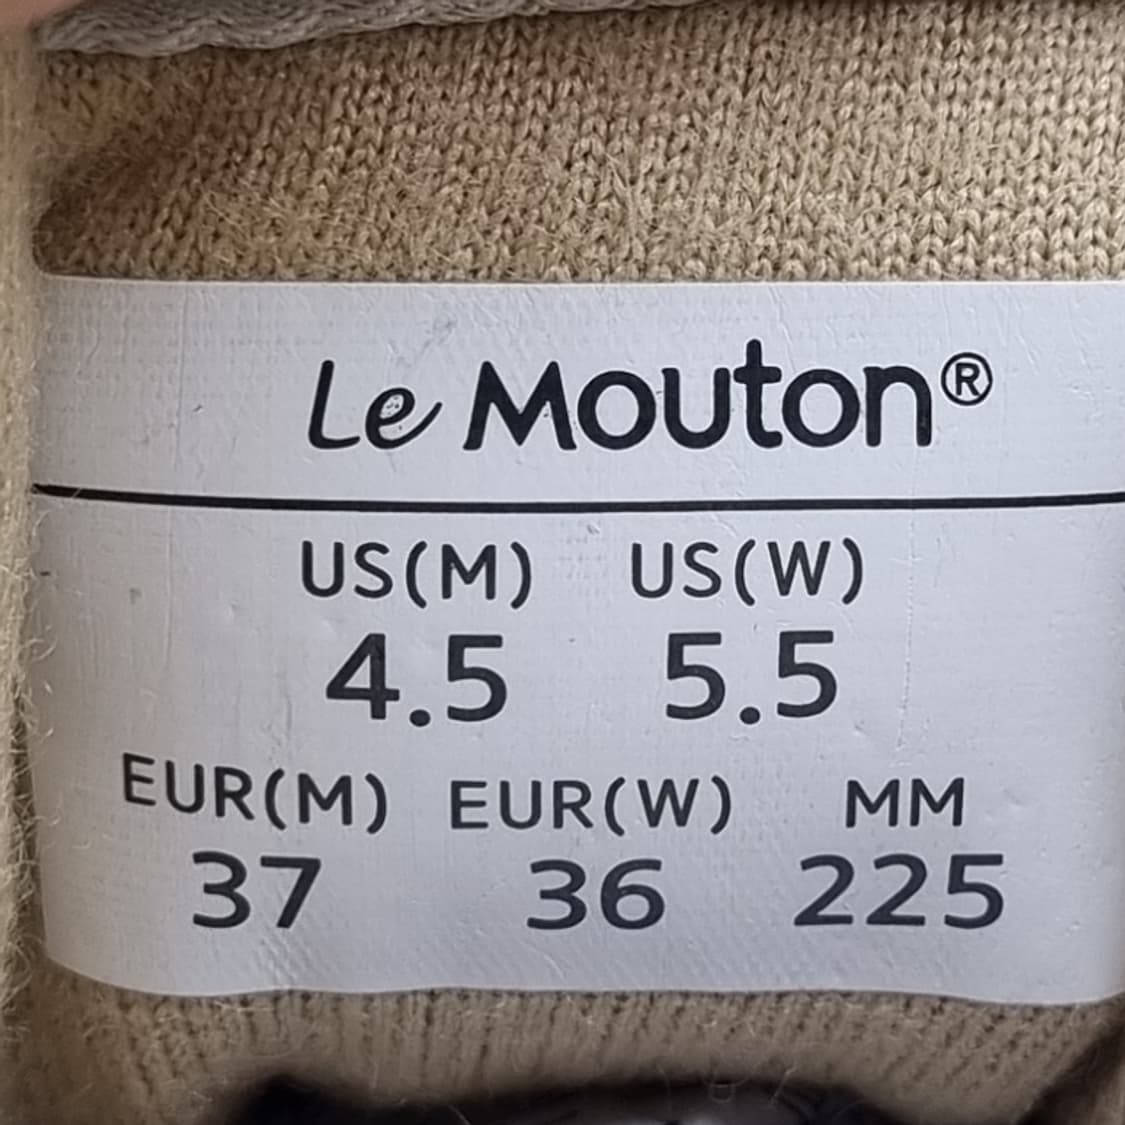 Le Mouton®
US(M) US(W)
4.5 5.5
EUR(M) EUR(W) MM
37 36 225